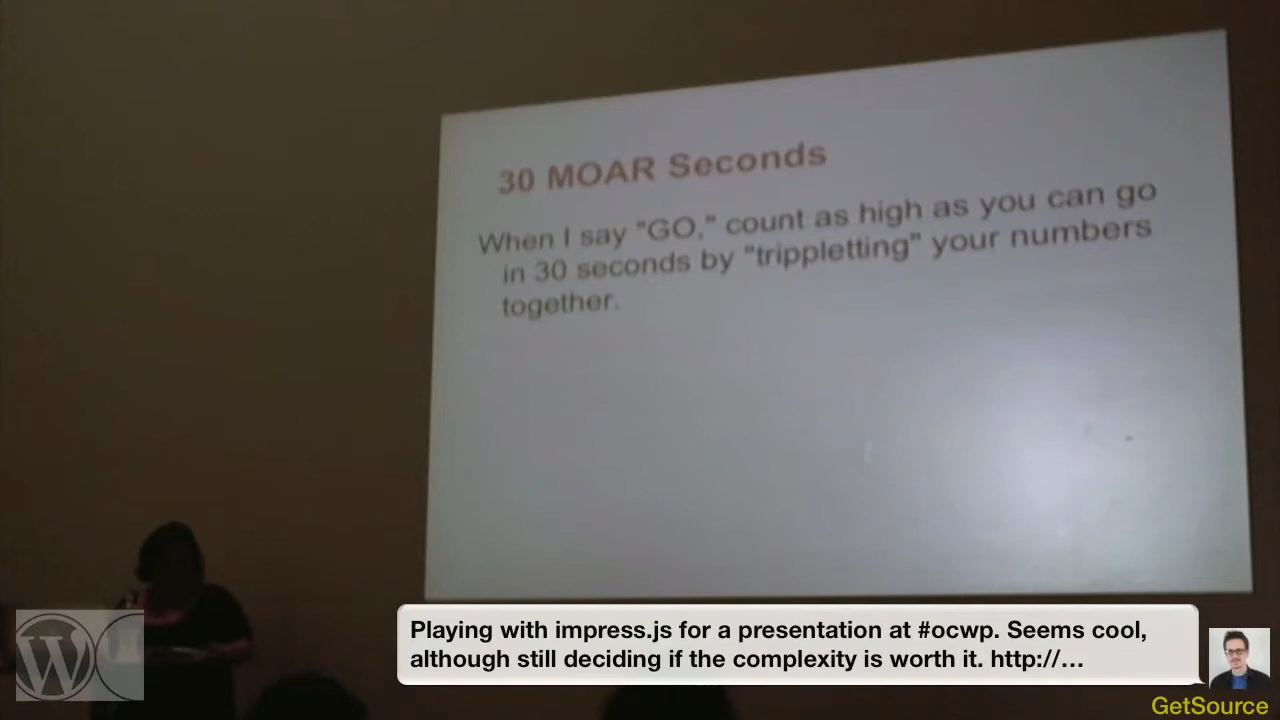 30 MOAR Seconds
When I say "GO," count as high as you can go
in 30 seconds by "trippletting" your numbers
together.
Playing with impress.js for a presentation at #ocwp. Seems cool,
although still deciding if the complexity is worth it. http://...
GetSource